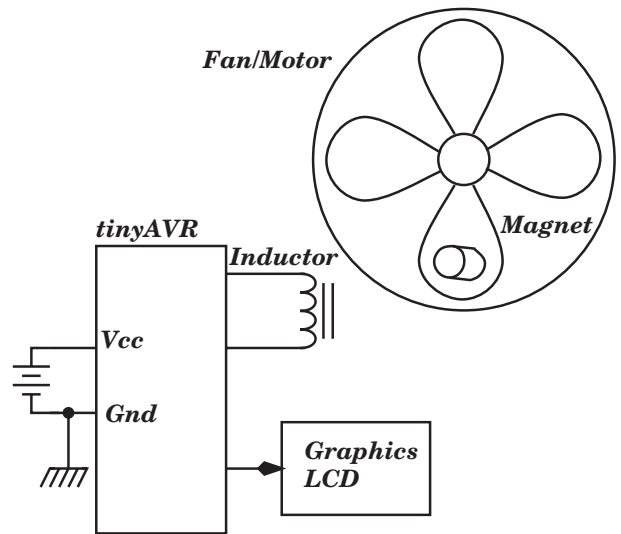 Fan/Motor
Magnet
tinyAVR
Inductor
Vcc
Gnd
Graphics
LCD